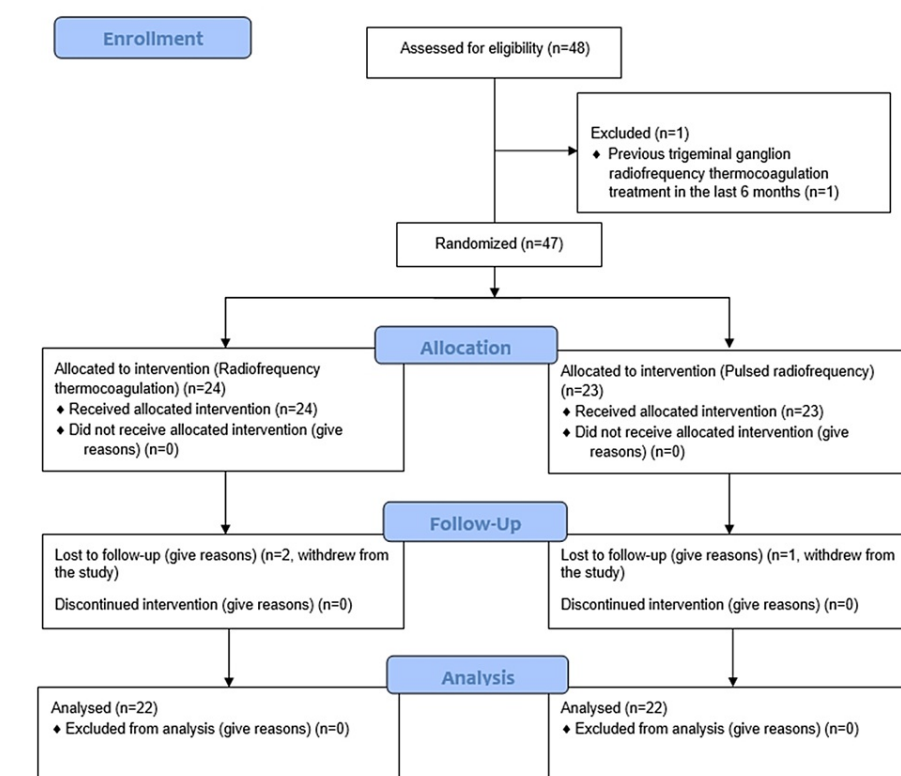 Enrollment
Assessed for eligibility (n=48)
Excluded (n=1)
♦ Previous trigeminal ganglion
radiofrequency thermocoagulation
treatment in the last 6 months (n=1)
Randomized (n=47)
Allocation
Allocated to intervention (Radiofrequency
thermocoagulation) (n=24)
♦ Received allocated intervention (n=24)
♦ Did not receive allocated intervention (give
reasons) (n=0)
Allocated to intervention (Pulsed radiofrequency)
(n=23)
♦ Received allocated intervention (n=23)
♦ Did not receive allocated intervention (give
reasons) (n=0)
Follow-Up
Lost to follow-up (give reasons) (n=2, withdrew from
the study)
Discontinued intervention (give reasons) (n=0)
Lost to follow-up (give reasons) (n=1, withdrew from
the study)
Discontinued intervention (give reasons) (n=0)
Analysis
Analysed (n=22)
♦ Excluded from analysis (give reasons) (n=0)
Analysed (n=22)
♦ Excluded from analysis (give reasons) (n=0)